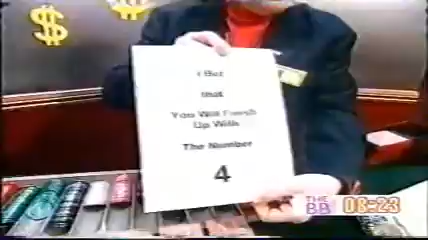 $ $
I Bet
that
You Will Finish
Up With
The Number
4
THE
BB 08:23